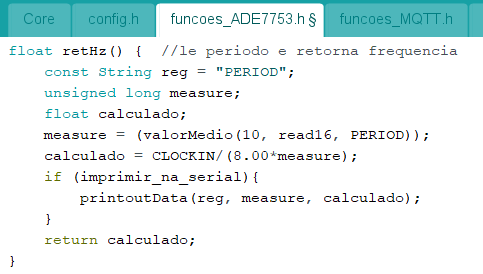 Core config.h funcoes_ADE7753.h § funcoes_MQTT.h
float retHz() {  //le periodo e retorna frequencia
    const String reg = "PERIOD";
    unsigned long measure;
    float calculado;
    measure = (valorMedio(10, read16, PERIOD));
    calculado = CLOCKIN/(8.00*measure);
    if (imprimir_na_serial){
        printoutData(reg, measure, calculado);
    }
    return calculado;
}